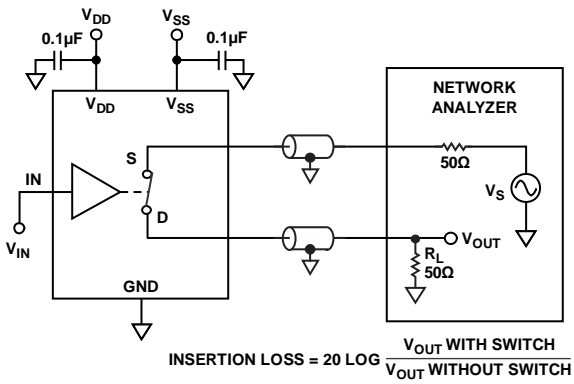 V_DD
V_SS
0.1µF
0.1µF
V_DD
V_SS
NETWORK
ANALYZER
S
50Ω
IN
V_S
D
V_OUT
V_IN
R_L
50Ω
GND
INSERTION LOSS = 20 LOG V_OUT WITH SWITCH
V_OUT WITHOUT SWITCH